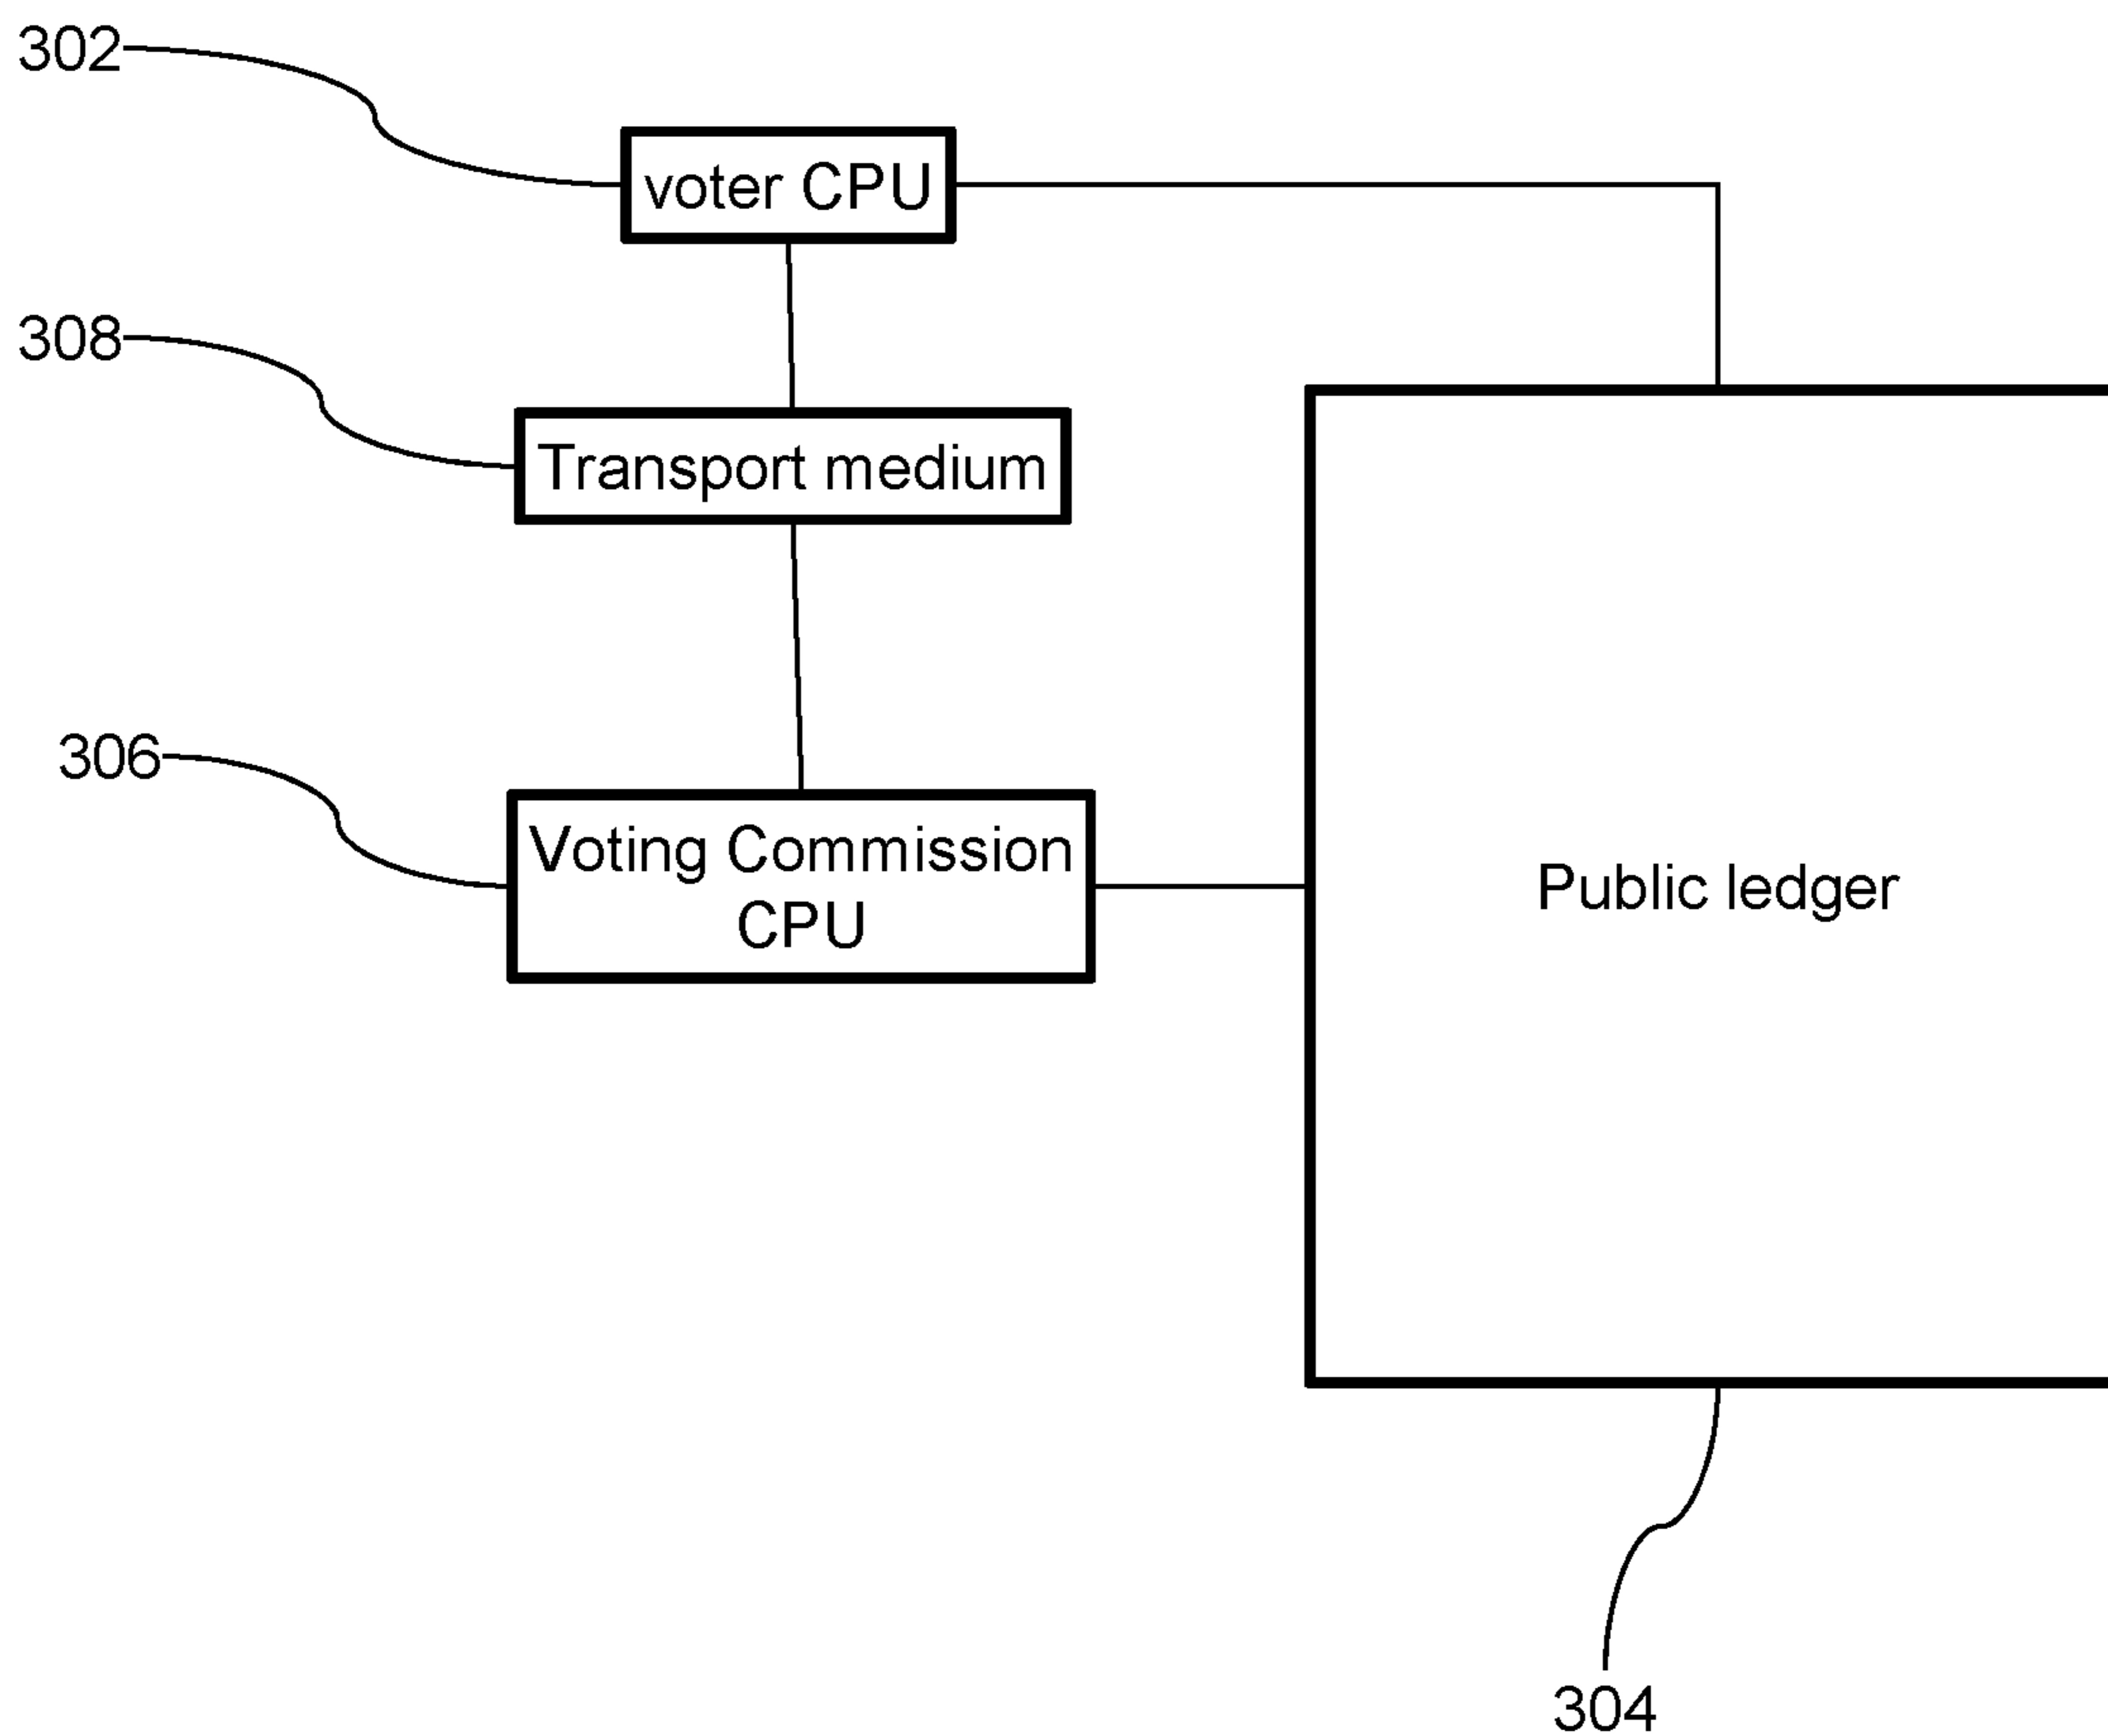 302
voter CPU
308
Transport medium
306
Voting Commission
CPU
Public ledger
304